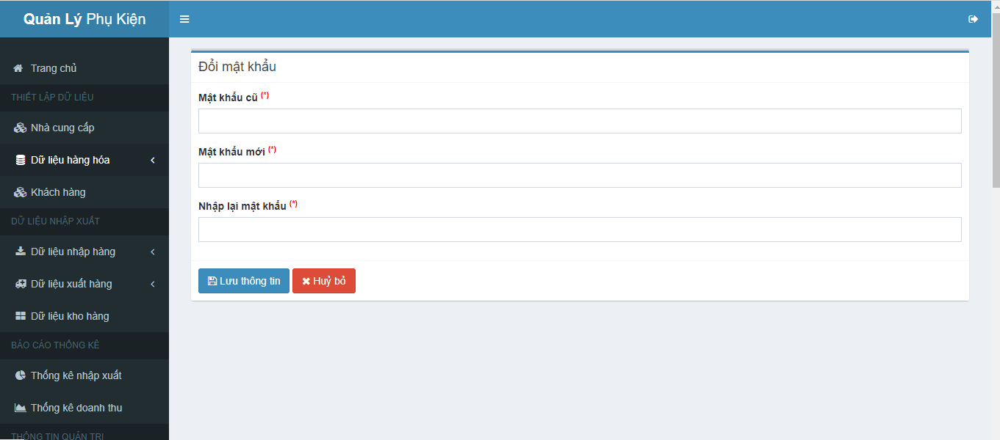 Quản Lý Phụ Kiện
Trang chủ
THIẾT LẬP DỮ LIỆU
Nhà cung cấp
Dữ liệu hàng hóa
Khách hàng
DỮ LIỆU NHẬP XUẤT
Dữ liệu nhập hàng
Dữ liệu xuất hàng
Dữ liệu kho hàng
BÁO CÁO THỐNG KÊ
Thống kê nhập xuất
Thống kê doanh thu
THÔNG TIN QUẢN TRỊ
Đổi mật khẩu
Mật khẩu cũ (*)
Mật khẩu mới (*)
Nhập lại mật khẩu (*)
Lưu thông tin
Huỷ bỏ